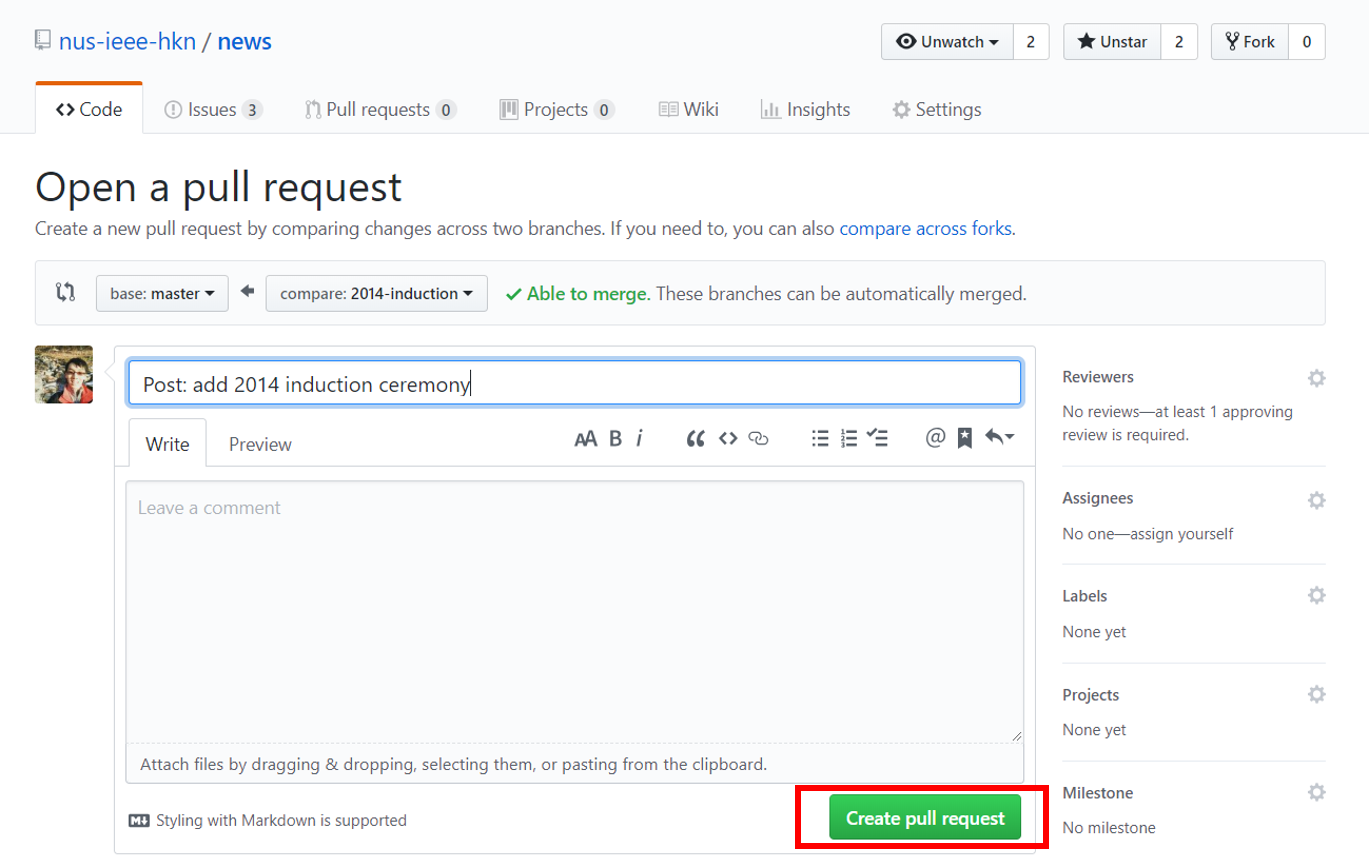 nus-ieee-hkn / news
Unwatch 2
Unstar 2
Fork 0
Code
Issues 3
Pull requests 0
Projects 0
Wiki
Insights
Settings
Open a pull request
Create a new pull request by comparing changes across two branches. If you need to, you can also compare across forks.
base: master
compare: 2014-induction
Able to merge. These branches can be automatically merged.
Post: add 2014 induction ceremony
Write
Preview
AA B i
Leave a comment
Attach files by dragging & dropping, selecting them, or pasting from the clipboard.
Styling with Markdown is supported
Create pull request
Reviewers
No reviews—at least 1 approving
review is required.
Assignees
No one—assign yourself
Labels
None yet
Projects
None yet
Milestone
No milestone